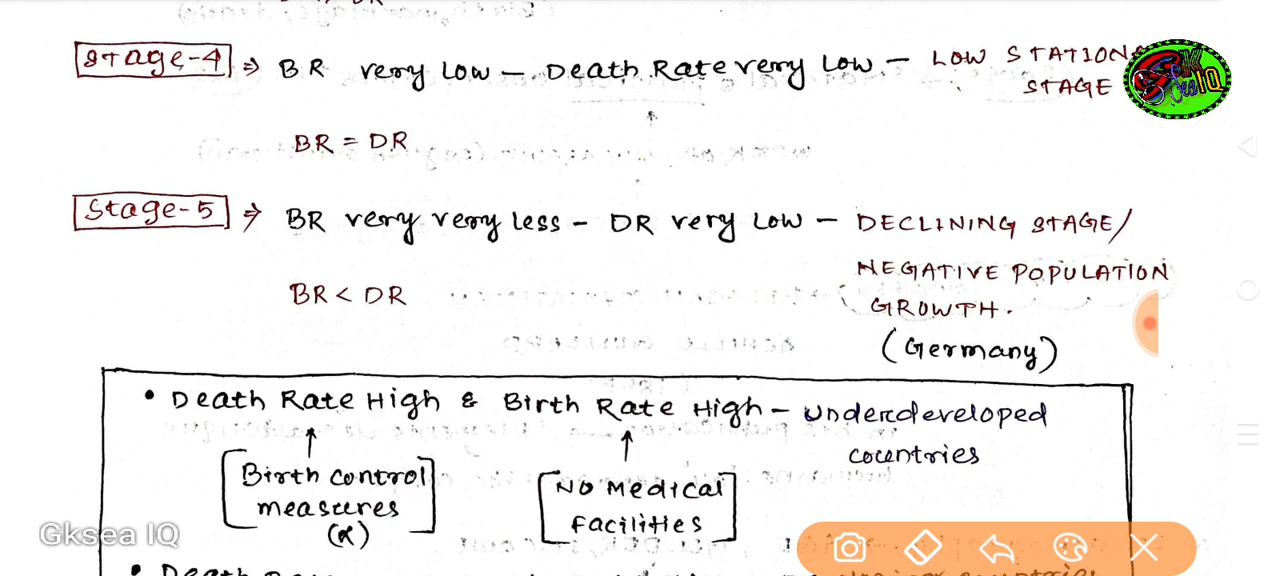 Stage-4 ⇒ BR very Low - Death Rate very Low - LOW STATION
STAGE
BR = DR
Stage-5 ⇒ BR very very less - DR very Low - DECLINING STAGE/
NEGATIVE POPULATION
BR < DR
GROWTH.
(Germany)
• Death Rate High & Birth Rate High - underdeveloped
countries
[Birth control
measures
(x)]
[NO Medical
Facilities]
Gksea IQ
• Death